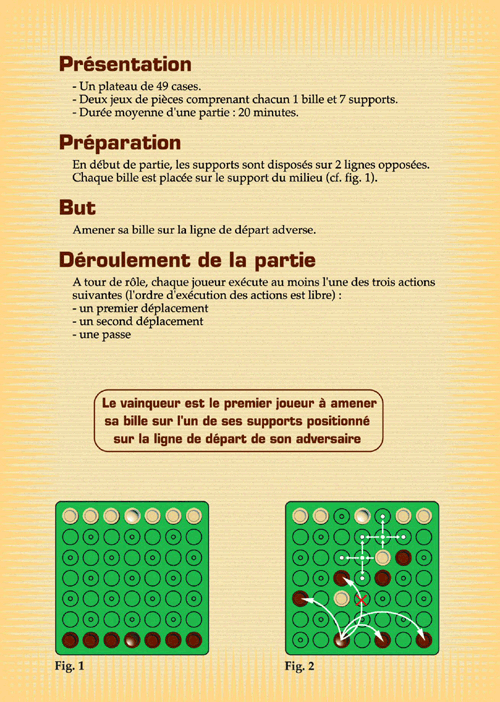 Présentation
- Un plateau de 49 cases.
- Deux jeux de pièces comprenant chacun 1 bille et 7 supports.
- Durée moyenne d'une partie : 20 minutes.
Préparation
En début de partie, les supports sont disposés sur 2 lignes opposées.
Chaque bille est placée sur le support du milieu (cf. fig. 1).
But
Amener sa bille sur la ligne de départ adverse.
Déroulement de la partie
A tour de rôle, chaque joueur exécute au moins l'une des trois actions
suivantes (l'ordre d'exécution des actions est libre) :
- un premier déplacement
- un second déplacement
- une passe
Le vainqueur est le premier joueur à amener
sa bille sur l'un de ses supports positionné
sur la ligne de départ de son adversaire
Fig. 1
Fig. 2